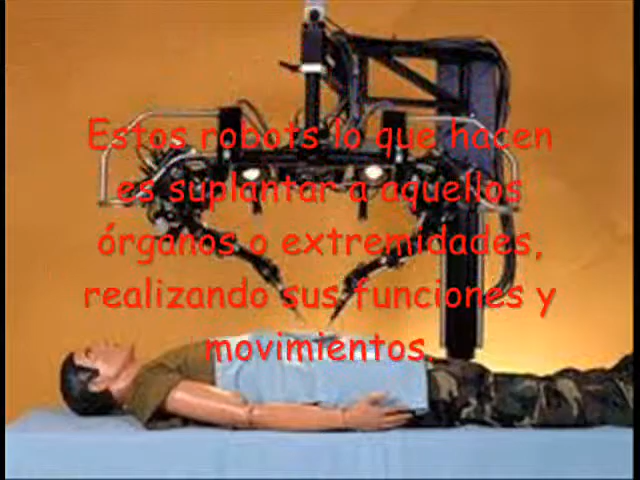 Estos robots lo que hacen
es suplantar a aquellos
órganos o extremidades,
realizando sus funciones y
movimientos.